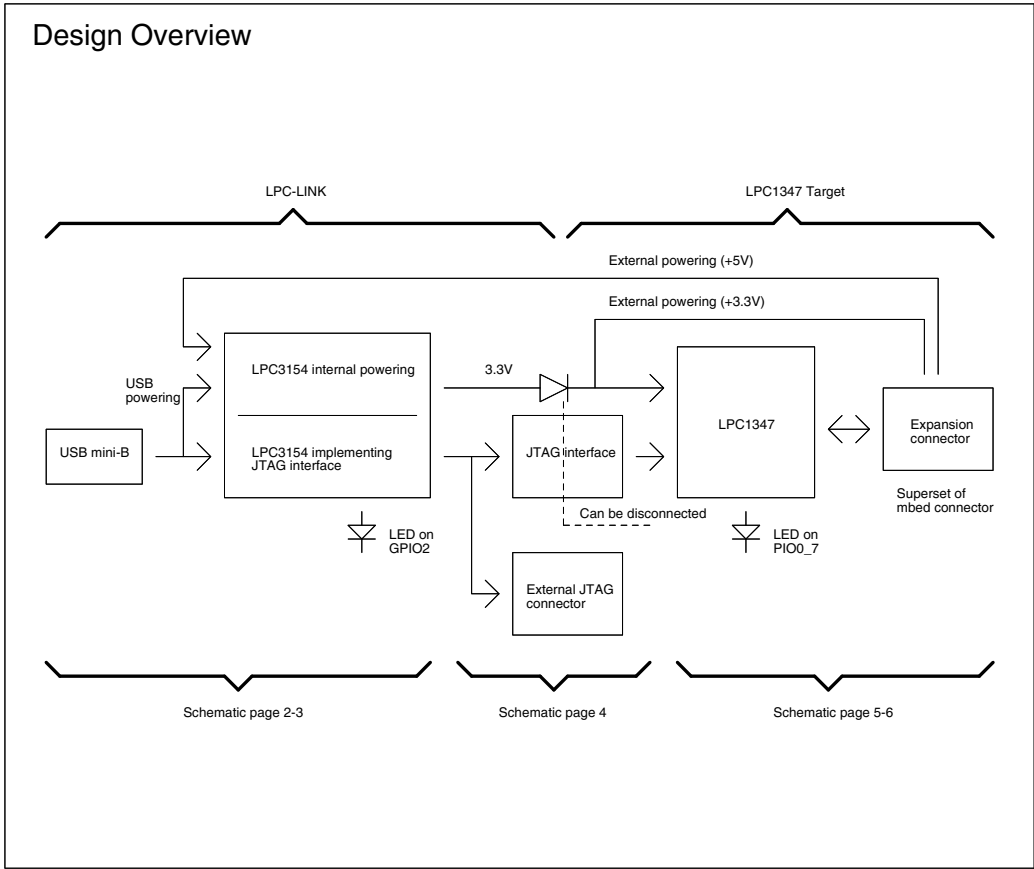 Design Overview
LPC-LINK
LPC1347 Target
External powering (+5V)
External powering (+3.3V)
USB
powering
LPC3154 internal powering
3.3V
USB mini-B
LPC3154 implementing
JTAG interface
JTAG interface
LPC1347
Expansion
connector
Superset of
mbed connector
Can be disconnected
LED on
GPIO2
LED on
PIO0_7
External JTAG
connector
Schematic page 2-3
Schematic page 4
Schematic page 5-6